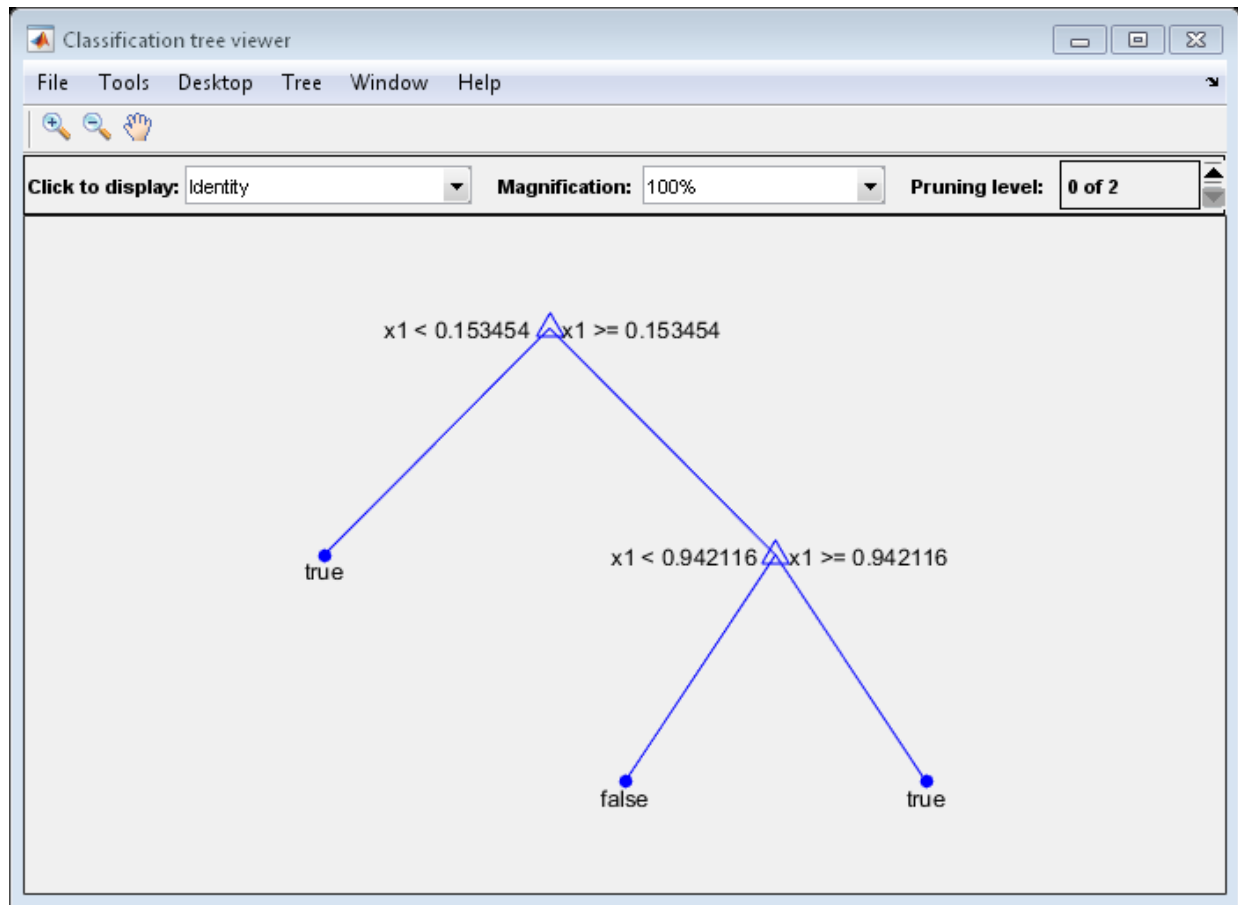 Classification tree viewer
File Tools Desktop Tree Window Help
Click to display: Identity Magnification: 100% Pruning level: 0 of 2
x1 < 0.153454 x1 >= 0.153454
true
x1 < 0.942116 x1 >= 0.942116
false true